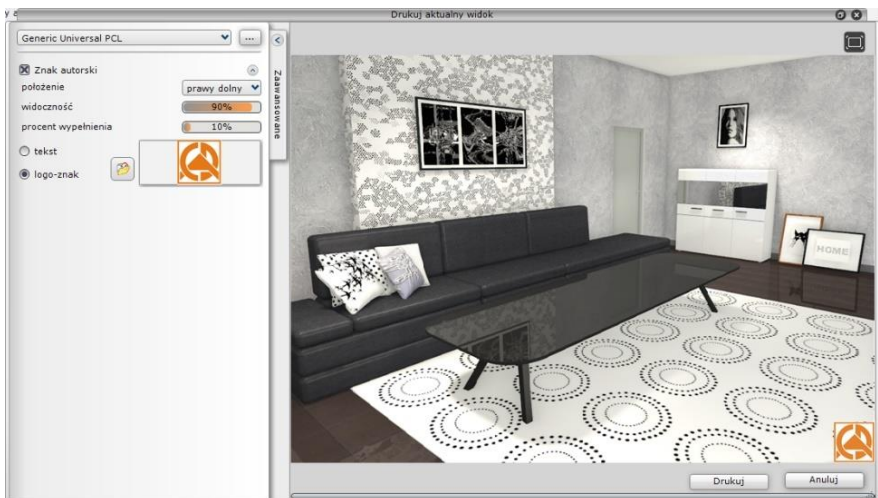 Drukuj aktualny widok
Generic Universal PCL
...
Znak autorski
położenie
prawy dolny
widoczność
90%
procent wypełnienia
10%
tekst
logo-znak
Zaawansowane
HOME
Drukuj
Anuluj